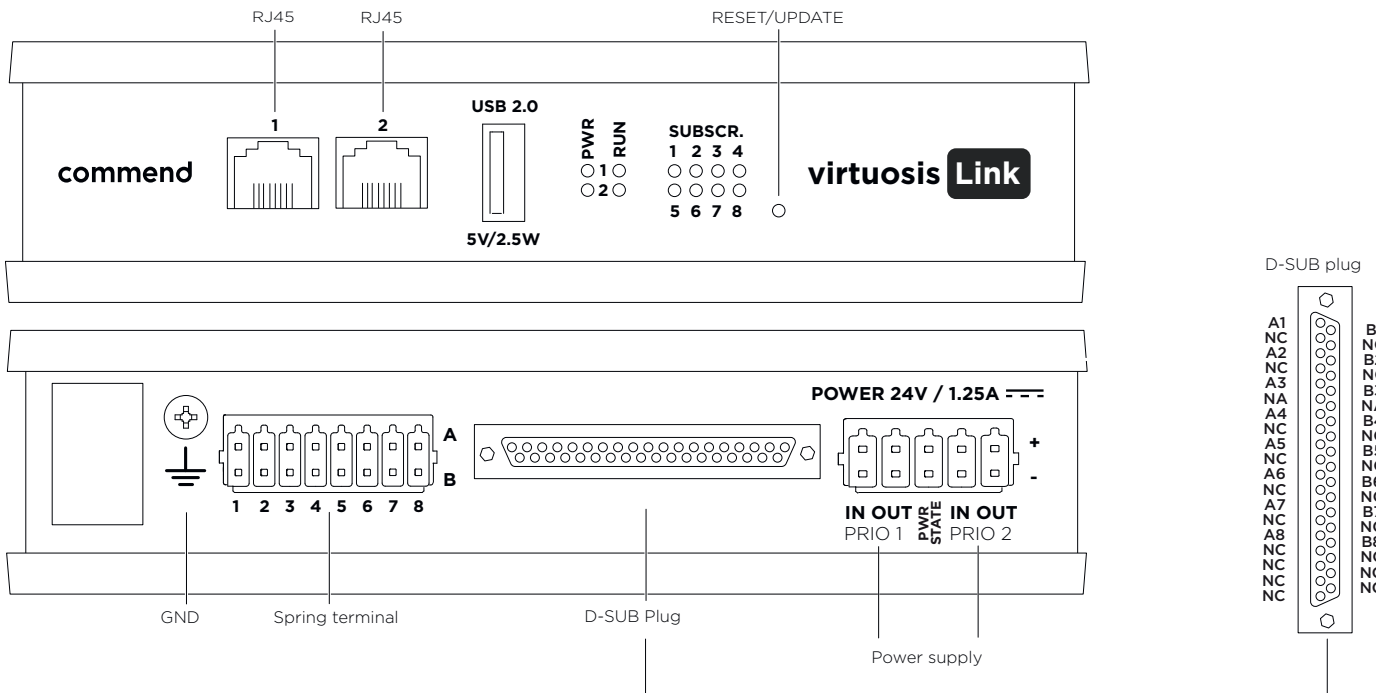 RJ45 RJ45 RESET/UPDATE
USB 2.0
1 2
PWR RUN
SUBSCR.
1 2 3 4
1
2
5 6 7 8
commend
virtuosis Link
5V/2.5W
POWER 24V / 1.25A
A
B
1 2 3 4 5 6 7 8
+
-
IN OUT PWR STATE IN OUT
PRIO 1 PRIO 2
GND Spring terminal D-SUB Plug
Power supply
D-SUB plug
A1
NC
A2
NC
A3
NA
A4
NC
A5
NC
A6
NC
A7
NC
A8
NC
NC
NC
NC